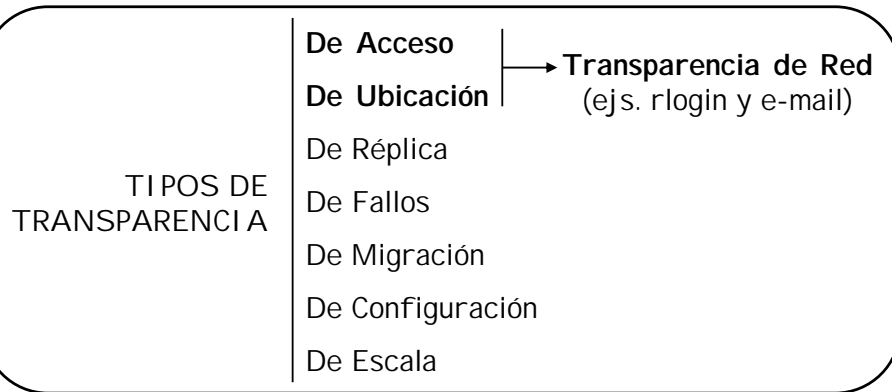 De Acceso
De Ubicación
Transparencia de Red
(ejs. rlogin y e-mail)
TIPOS DE
TRANSPARENCIA
De Réplica
De Fallos
De Migración
De Configuración
De Escala